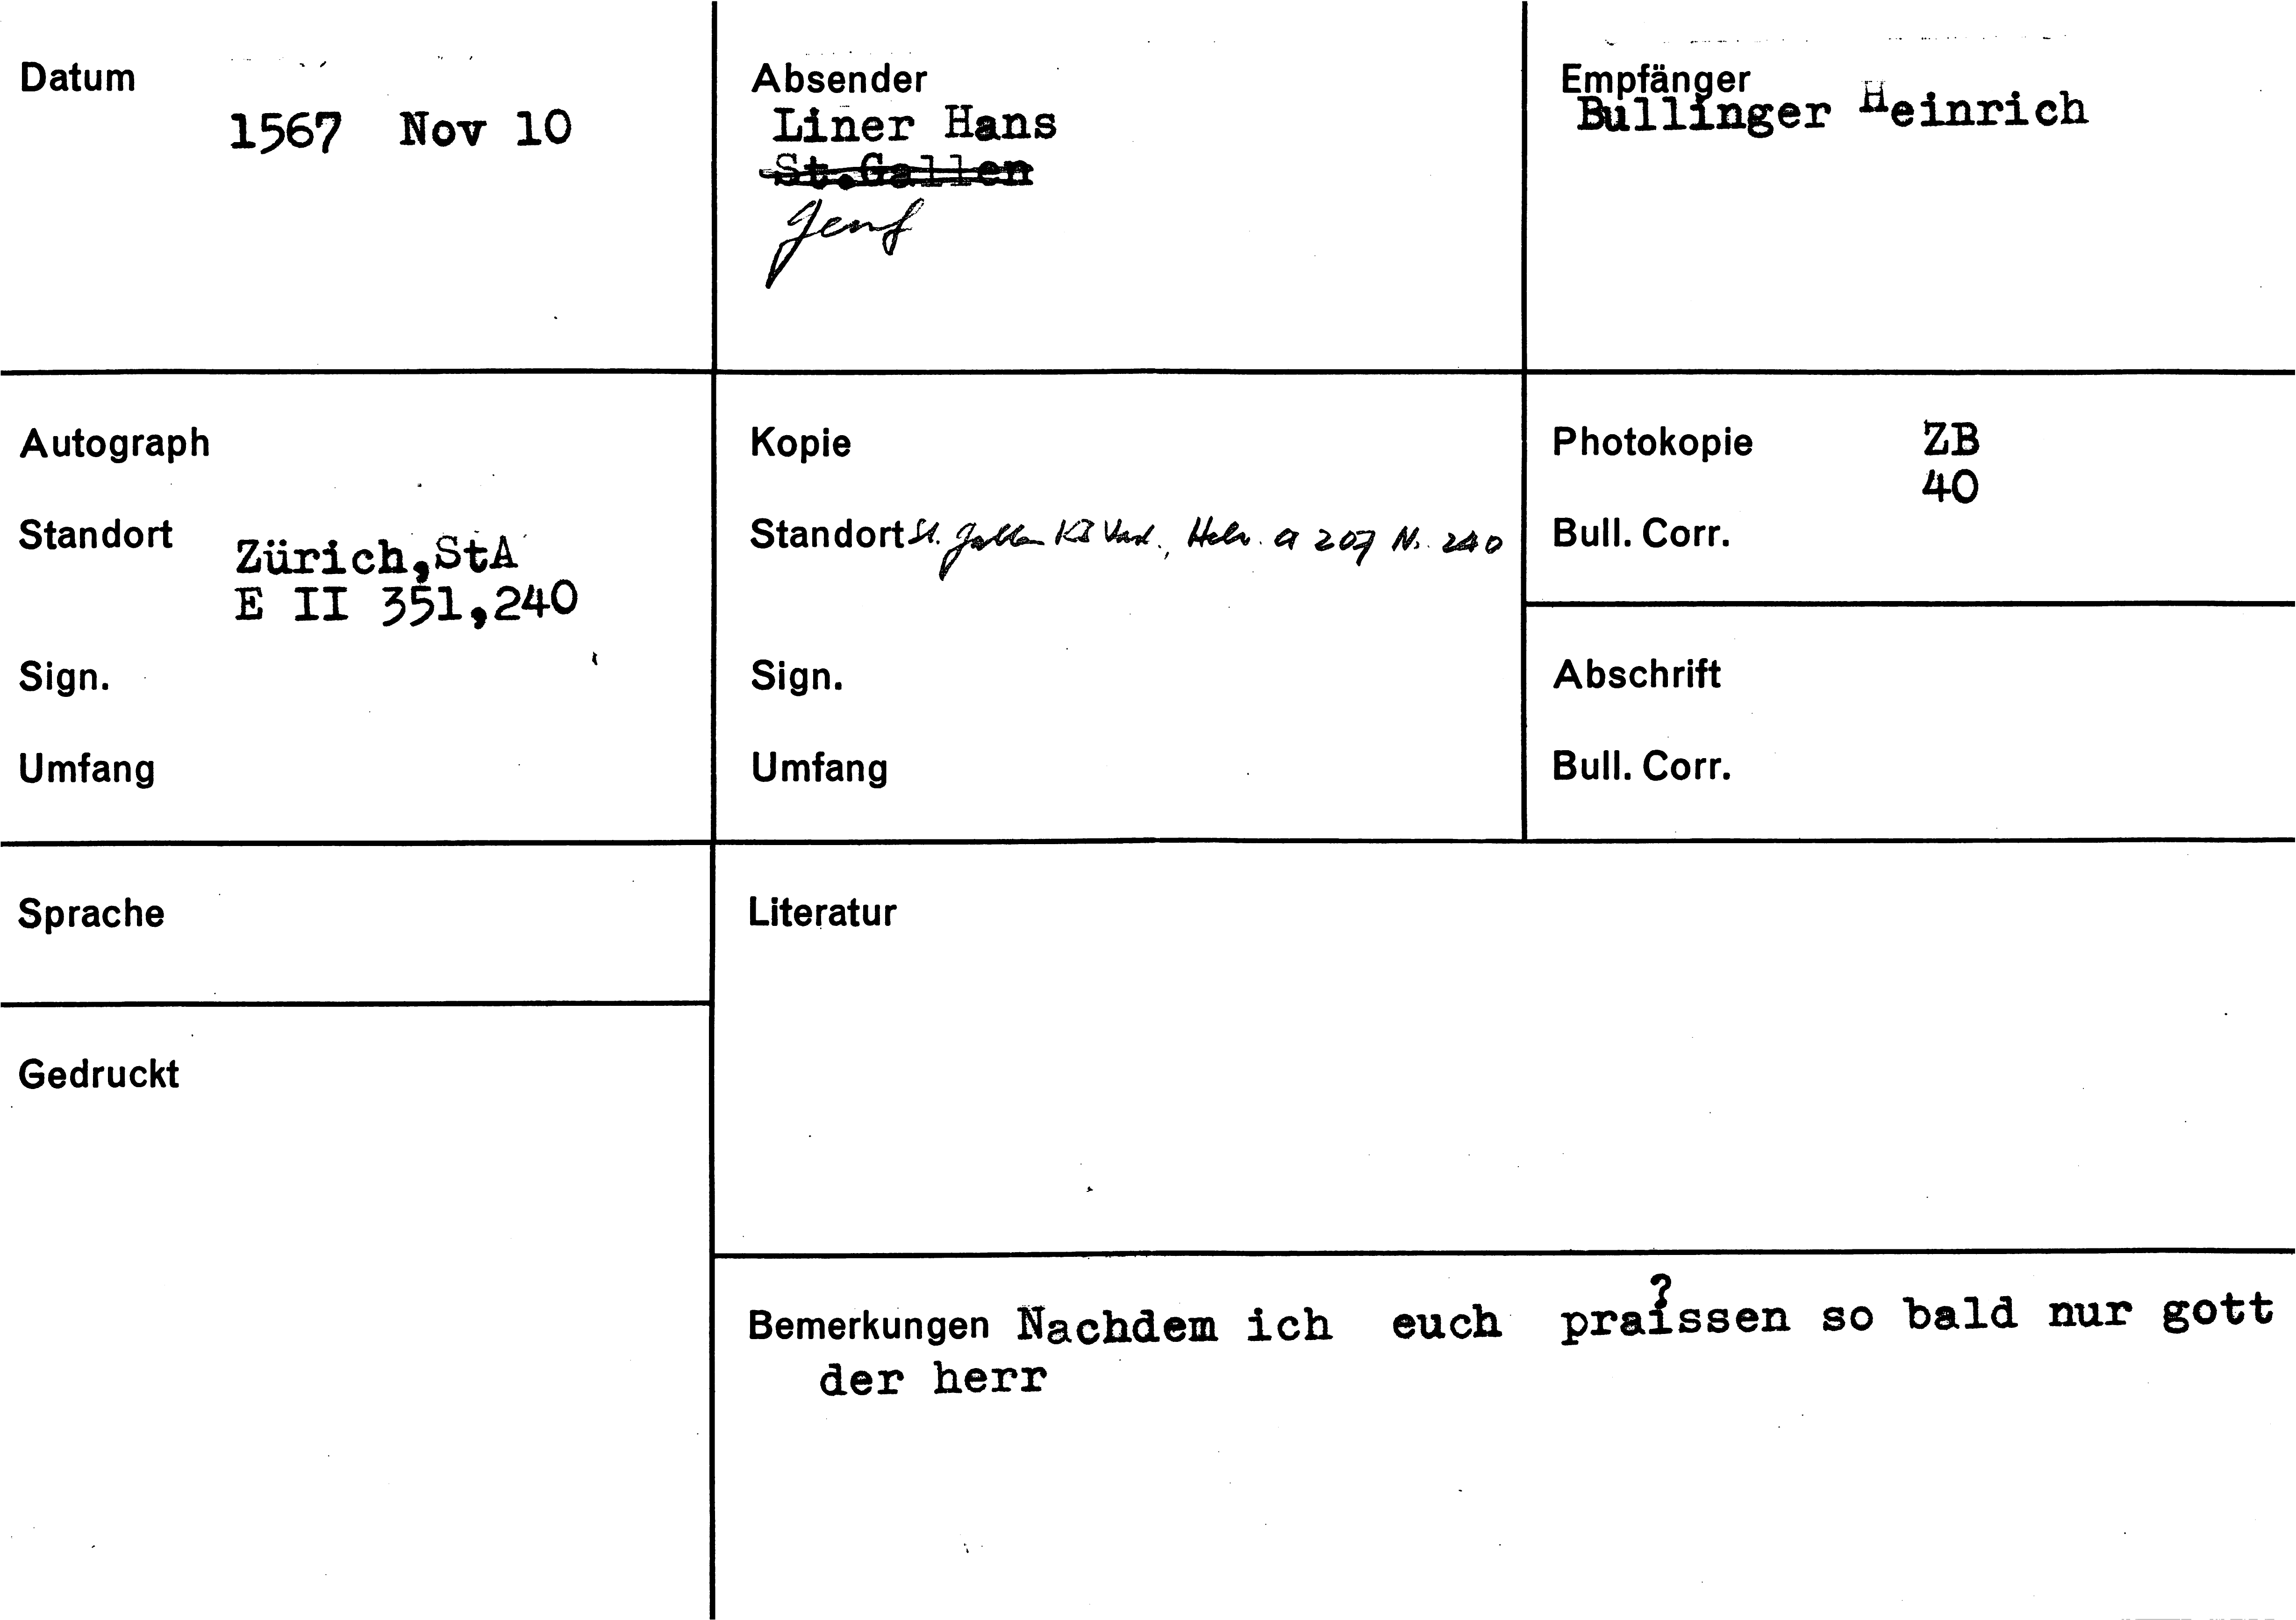 Datum
1567 Nov 10
Absender
Liner Hans
St.Gallen
Genf
Empfänger
Bullinger Heinrich
Autograph
Standort Zürich,StA
E II 351,240
Sign.
Umfang
Kopie
Standort St. Gallen KB Vad., Helv. a 207 N. 240
Sign.
Umfang
Photokopie ZB
40
Bull. Corr.
Abschrift
Bull. Corr.
Sprache
Gedruckt
Literatur
?
Bemerkungen Nachdem ich euch praissen so bald nur gott
der herr